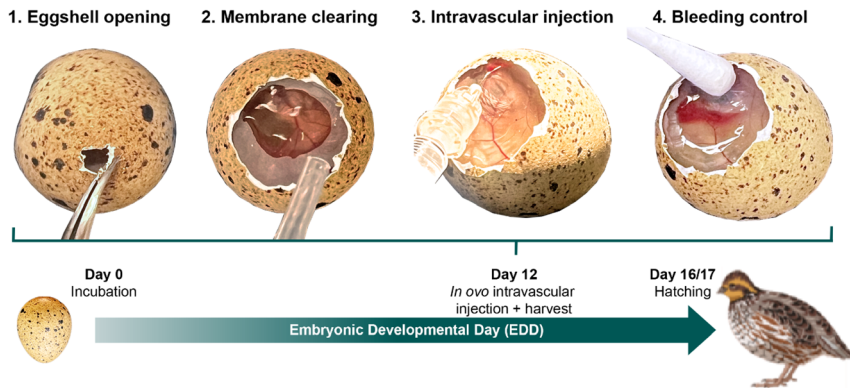 1. Eggshell opening
2. Membrane clearing
3. Intravascular injection
4. Bleeding control
Day 0
Incubation
Day 12
In ovo intravascular
injection + harvest
Day 16/17
Hatching
Embryonic Developmental Day (EDD)